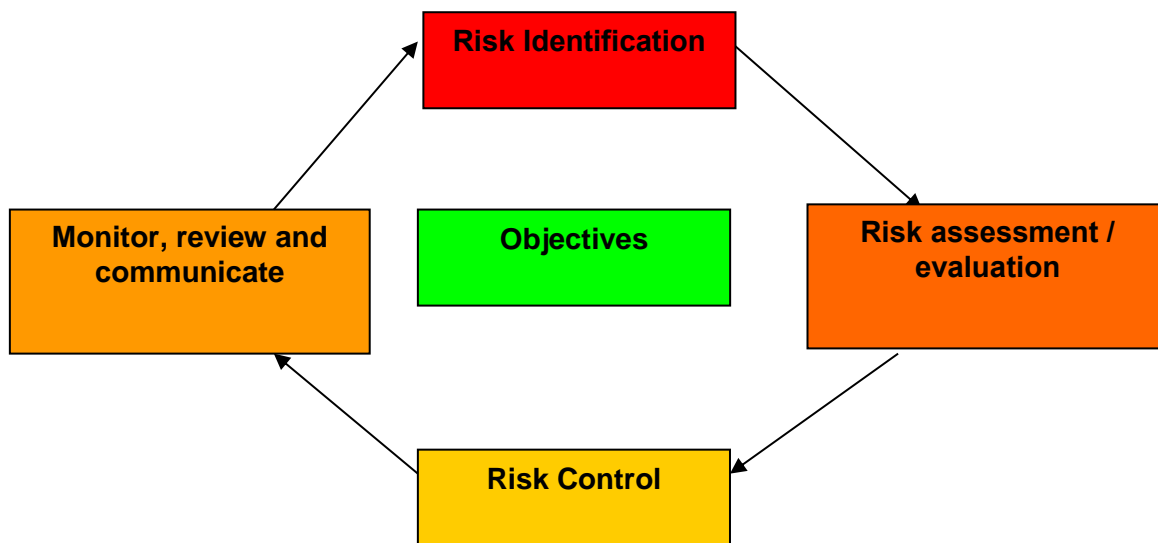 Risk Identification
Monitor, review and
communicate
Objectives
Risk assessment /
evaluation
Risk Control